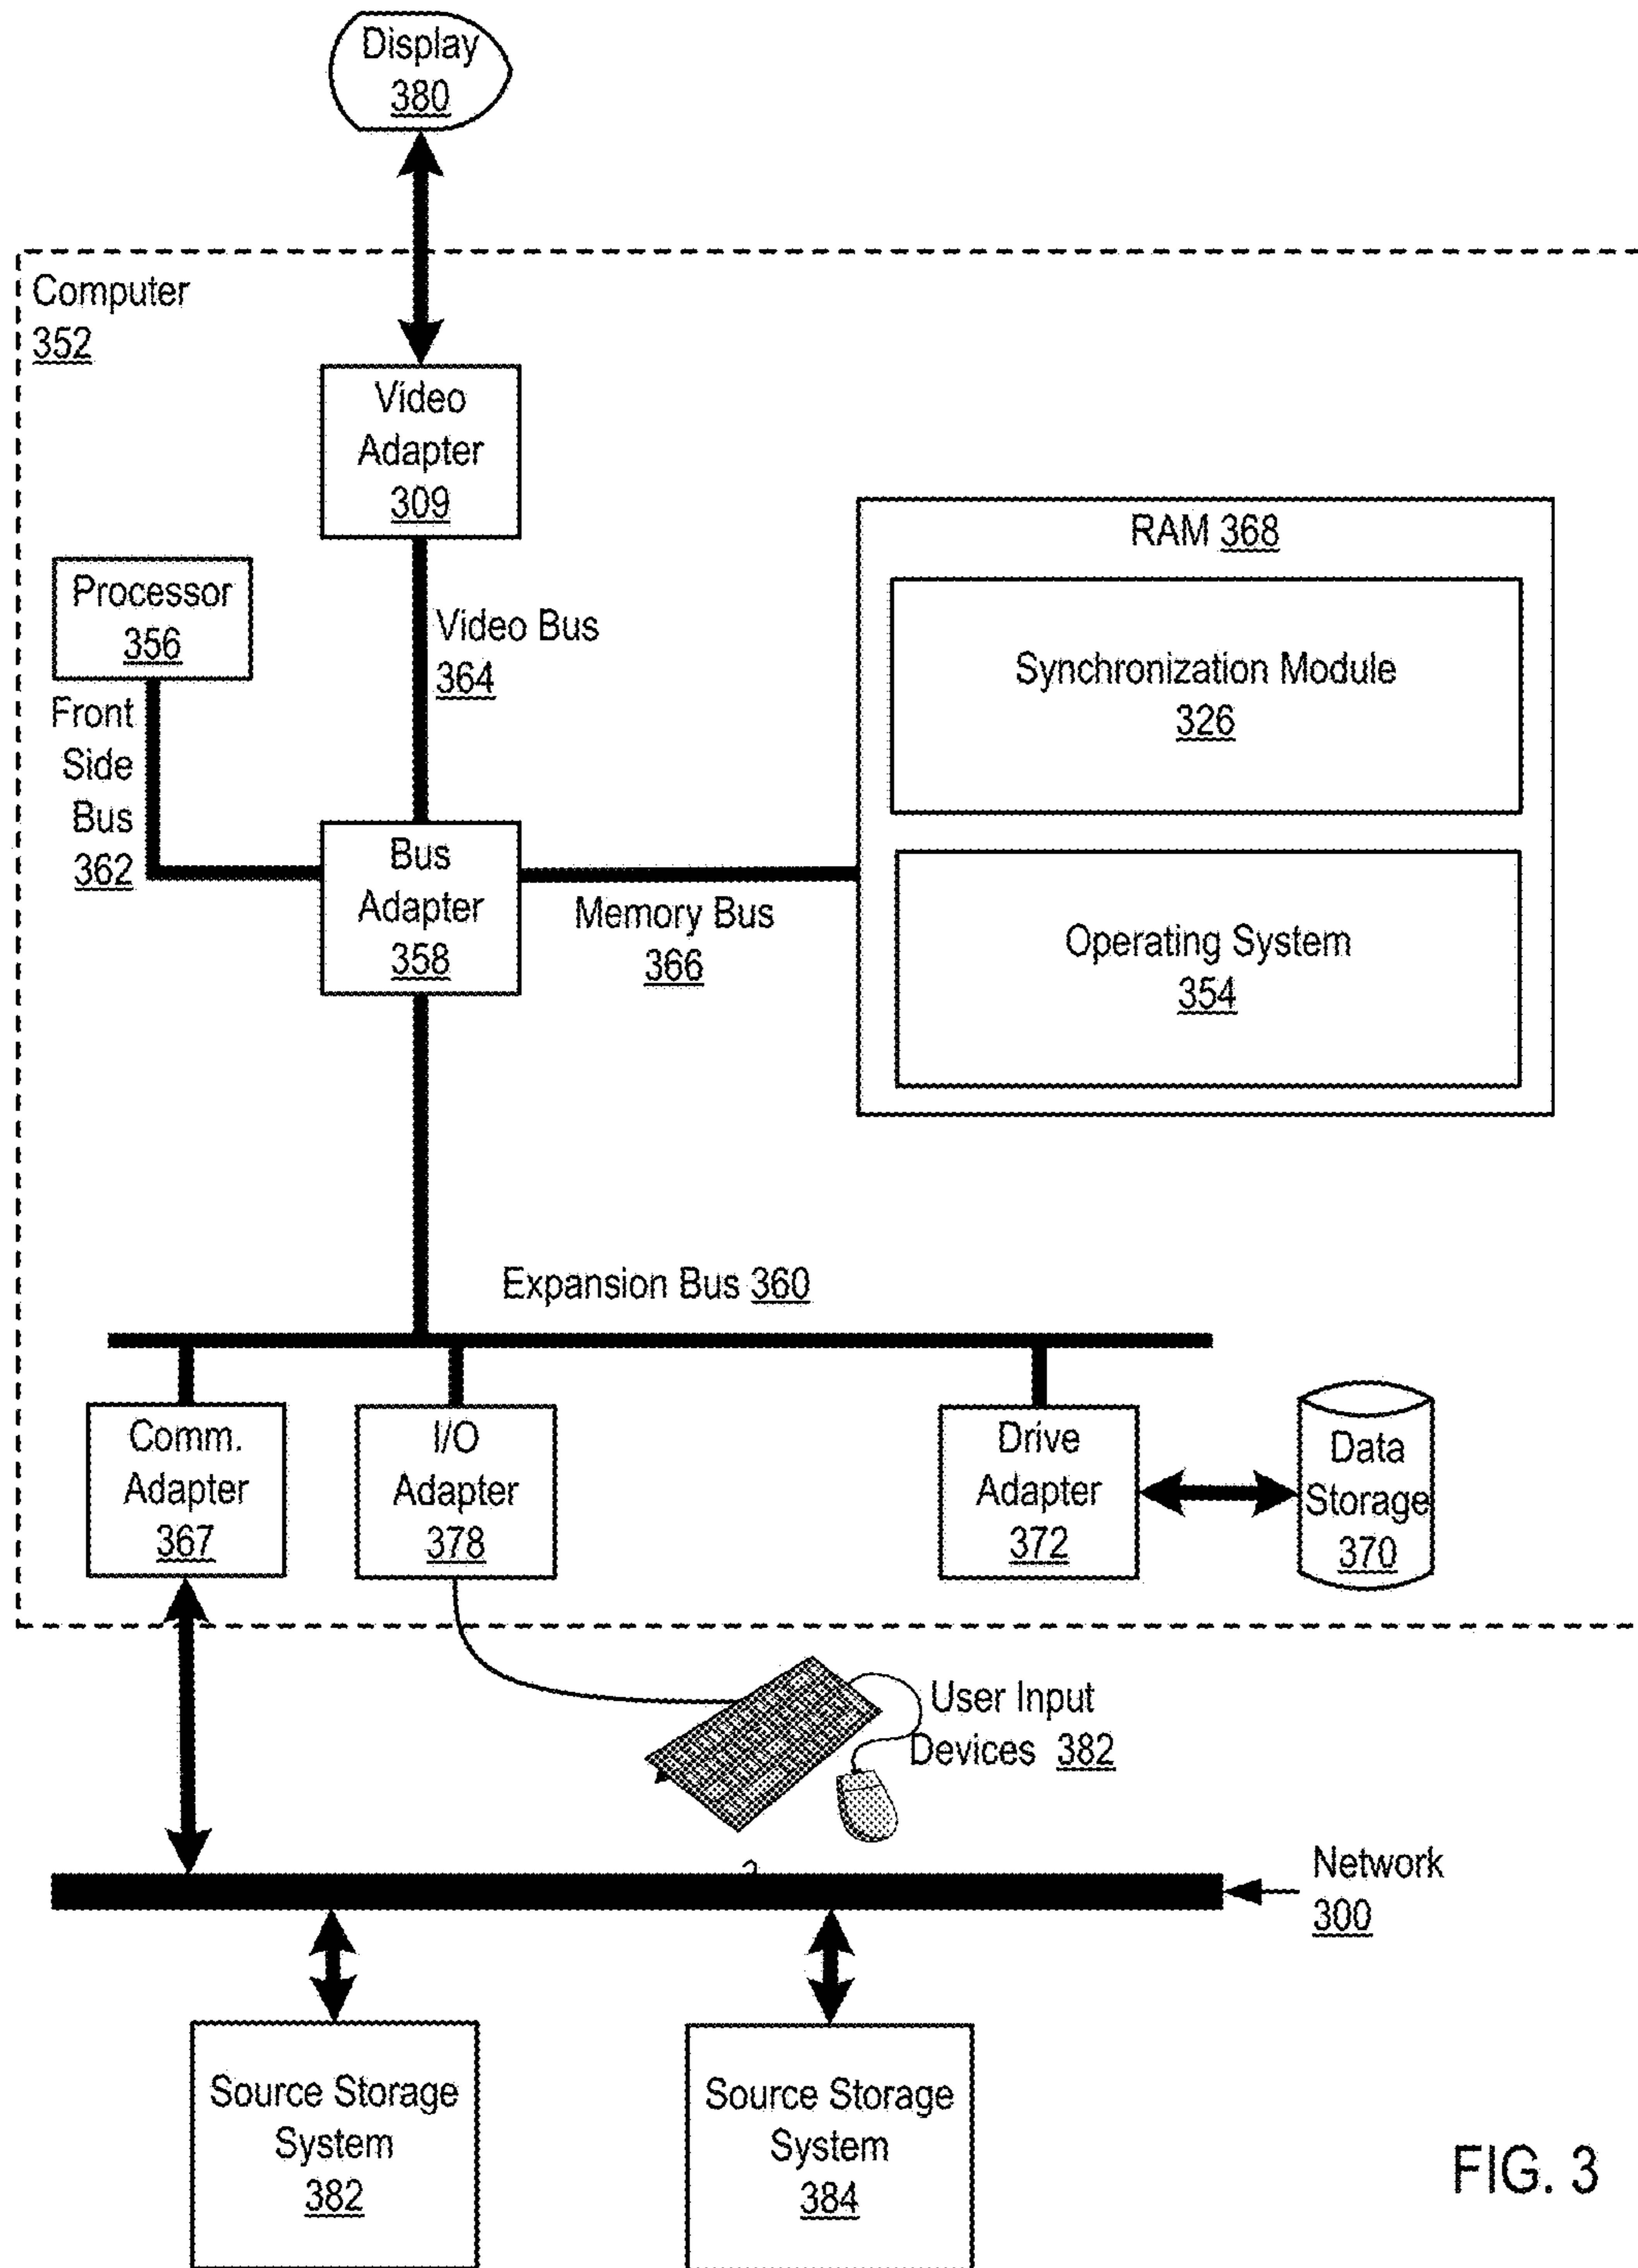 Display
380
Computer
352
Video
Adapter
309
RAM 368
Processor
356
Video Bus
364
Synchronization Module
326
Front
Side
Bus
362
Bus
Adapter
358
Memory Bus
366
Operating System
354
Expansion Bus 360
Comm.
Adapter
367
I/O
Adapter
378
Drive
Adapter
372
Data
Storage
370
User Input
Devices 382
Network
300
Source Storage
System
382
Source Storage
System
384
FIG. 3